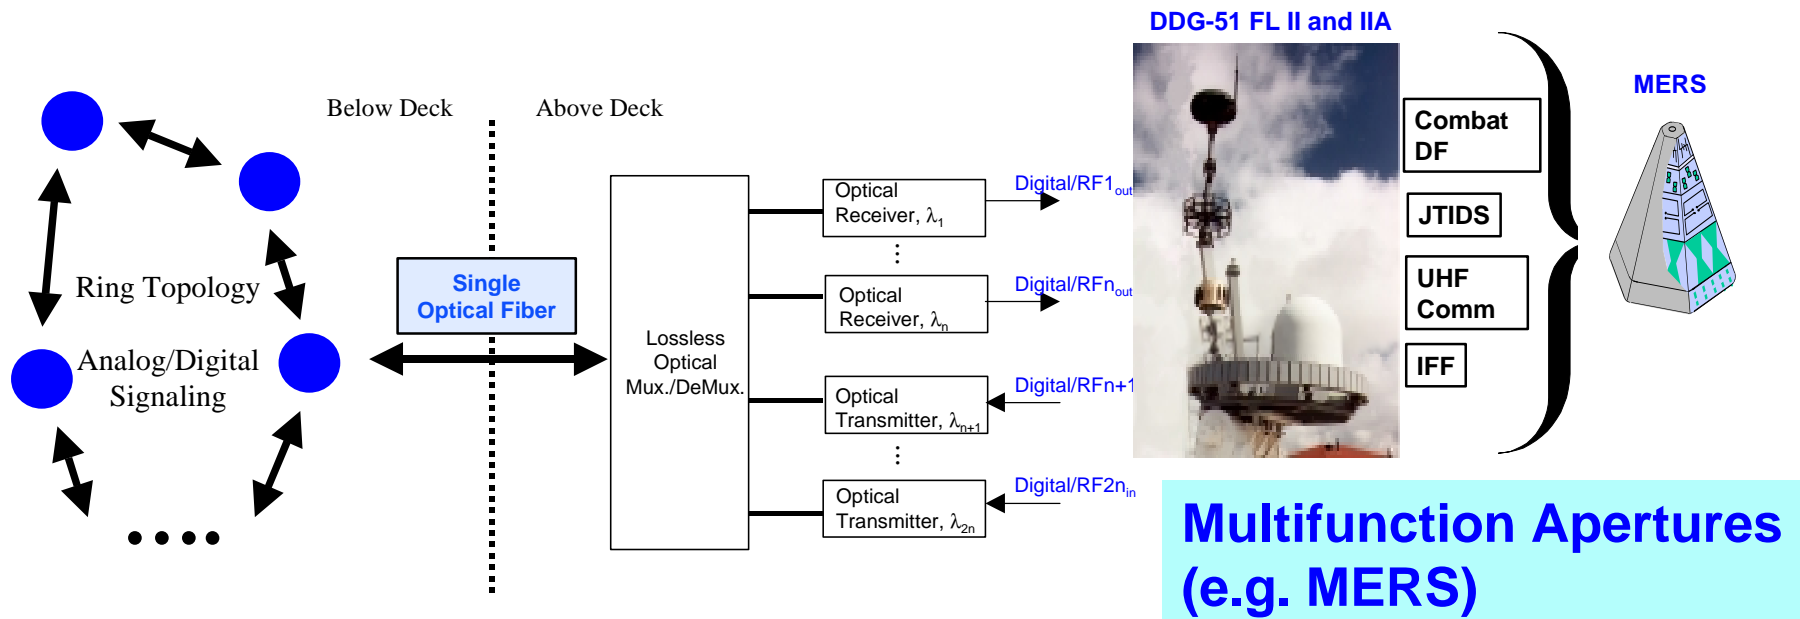 DDG-51 FL II and IIA
Below Deck
Above Deck
MERS
Combat
DF
JTIDS
UHF
Comm
IFF
Ring Topology
Analog/Digital
Signaling
Single
Optical Fiber
Lossless
Optical
Mux./DeMux.
Optical
Receiver, λ1
Digital/RF1out
⋮
Optical
Receiver, λn
Digital/RFnout
Optical
Transmitter, λn+1
Digital/RFn+1
⋮
Optical
Transmitter, λ2n
Digital/RF2nin
Multifunction Apertures
(e.g. MERS)